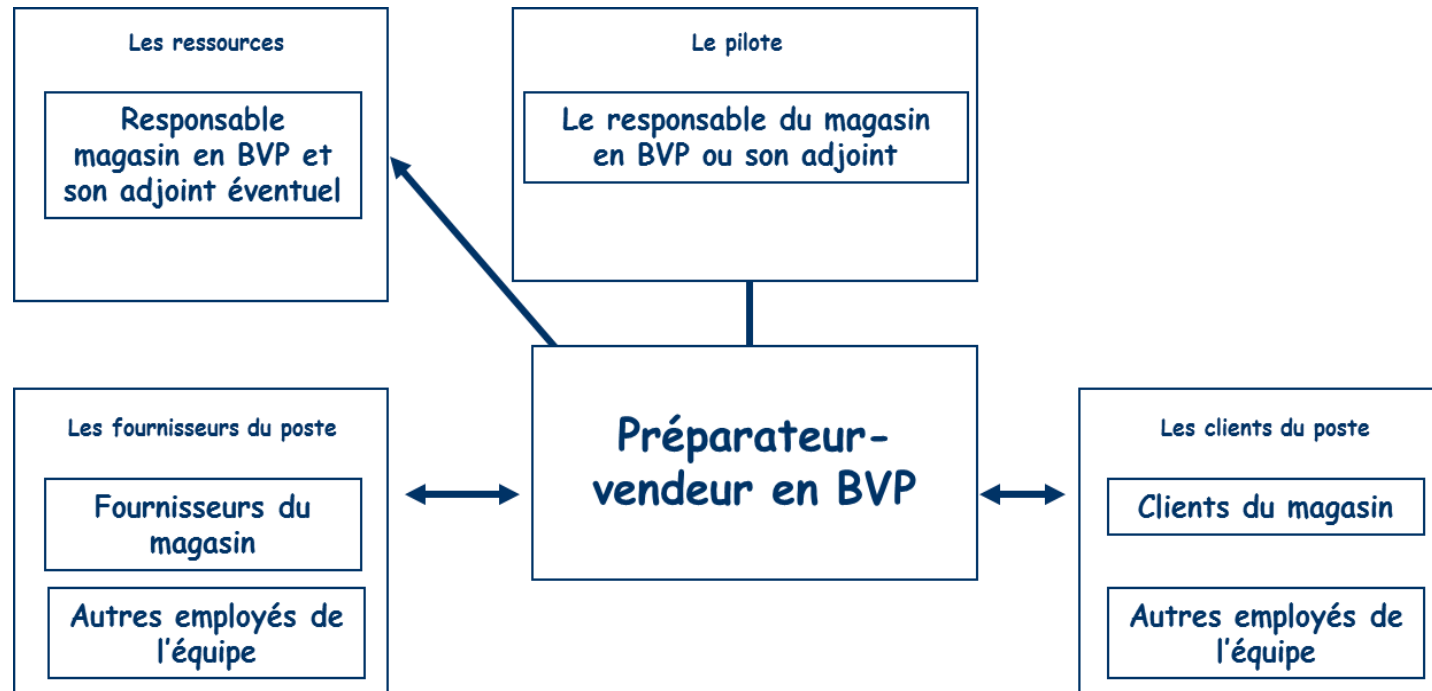 Les ressources
Responsable
magasin en BVP et
son adjoint éventuel
Le pilote
Le responsable du magasin
en BVP ou son adjoint
Les fournisseurs du poste
Fournisseurs du
magasin
Autres employés de
l'équipe
Préparateur-
vendeur en BVP
Les clients du poste
Clients du magasin
Autres employés de
l'équipe